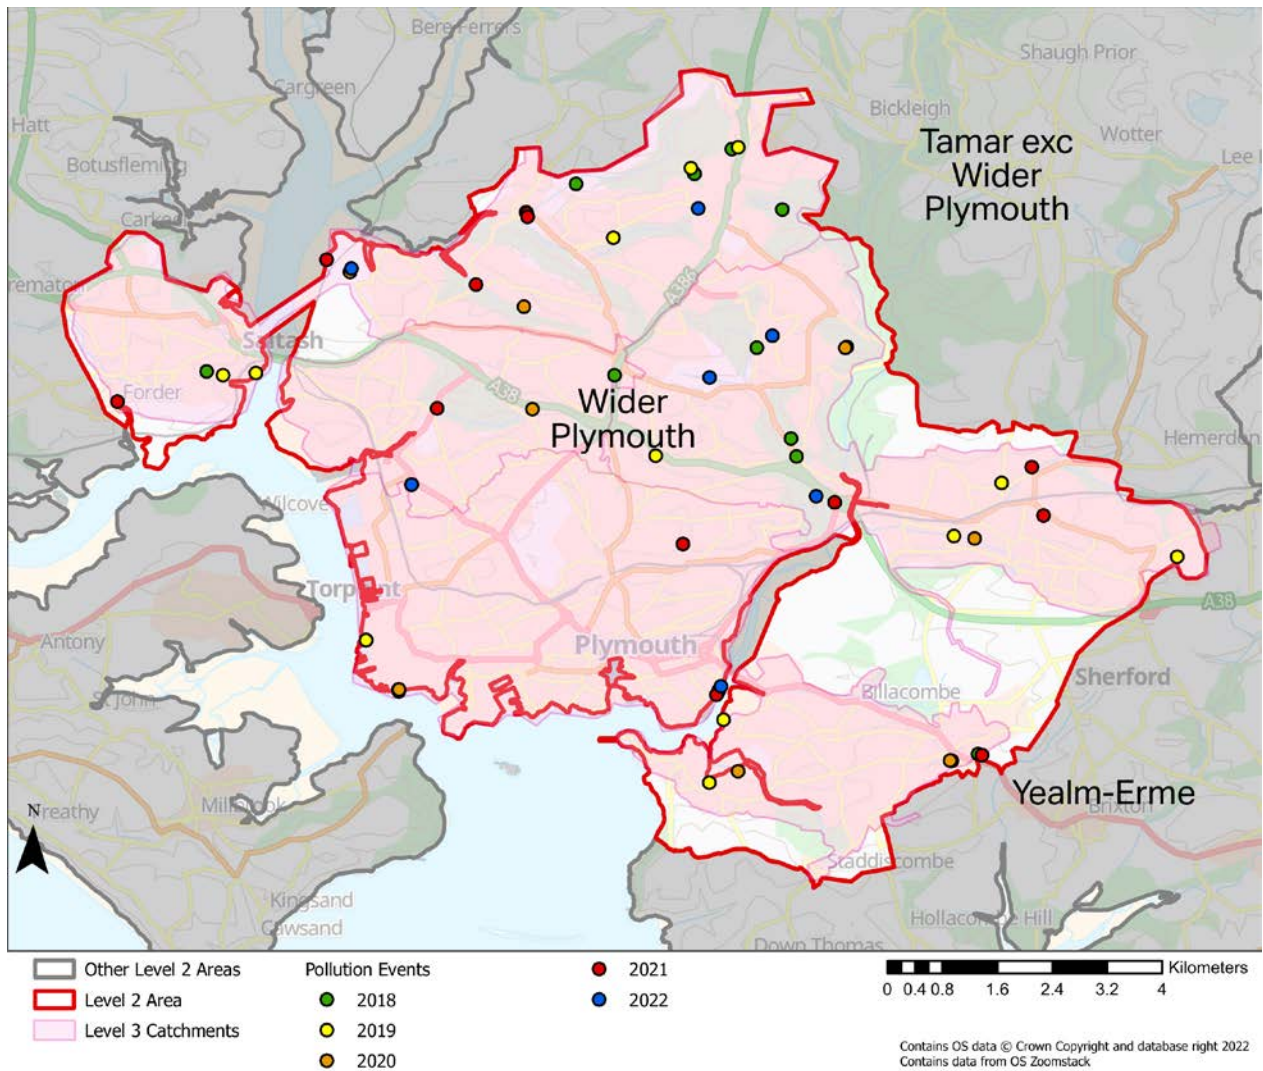 Bere Ferrers
Shaugh Prior
Cargreen
Bickleigh
Hatt
Wotter
Tamar exc
Wider
Plymouth
Botusfleming
Saltash
A386
Forder
A38
Wider
Plymouth
Hemerdon
Wilcove
Torpoint
A38
Antony
Plymouth
Sherford
St John
Billacombe
Yealm-Erme
Millbrook
Brixton
N
Staddiscombe
Kingsand
Cawsand
Hollacombe Hill
Down Thomas
Other Level 2 Areas
Level 2 Area
Level 3 Catchments
Pollution Events
2018
2019
2020
2021
2022
Kilometers
0 0.4 0.8 1.6 2.4 3.2 4
Contains OS data © Crown Copyright and database right 2022
Contains data from OS Zoomstack